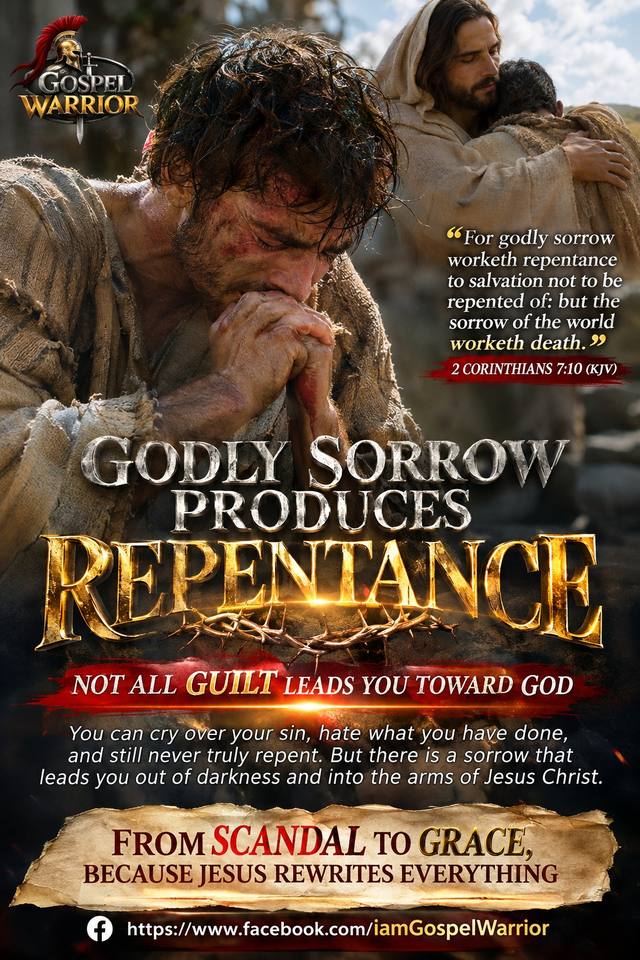 GOSPEL
WARRIOR
“For godly sorrow
worketh repentance
to salvation not to be
repented of: but the
sorrow of the world
worketh death.”
2 CORINTHIANS 7:10 (KJV)
GODLY SORROW
PRODUCES
REPENTANCE
NOT ALL GUILT LEADS YOU TOWARD GOD
You can cry over your sin, hate what you have done,
and still never truly repent. But there is a sorrow that
leads you out of darkness and into the arms of Jesus Christ.
FROM SCANDAL TO GRACE,
BECAUSE JESUS REWRITES EVERYTHING
https://www.facebook.com/iamGospelWarrior